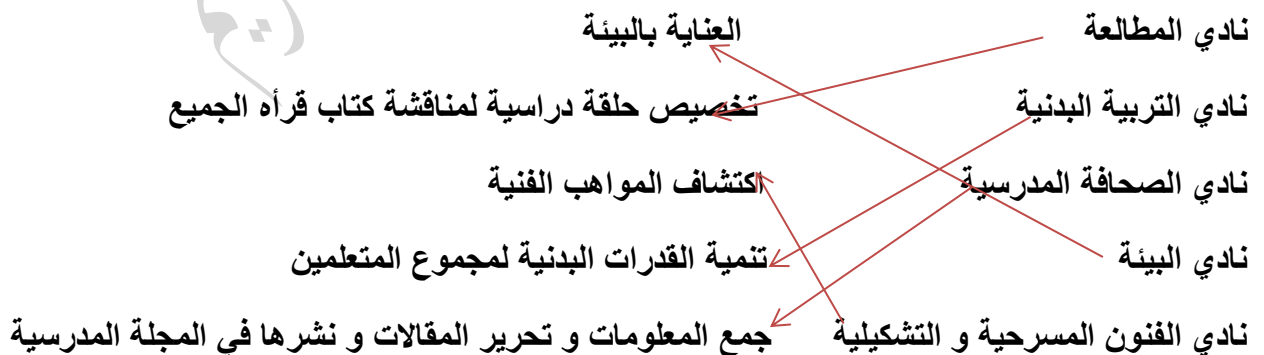 نادي المطالعة العناية بالبيئة
نادي التربية البدنية تخصيص حلقة دراسية لمناقشة كتاب قرأه الجميع
نادي الصحافة المدرسية اكتشاف المواهب الفنية
نادي البيئة تنمية القدرات البدنية لمجموع المتعلمين
نادي الفنون المسرحية و التشكيلية جمع المعلومات و تحرير المقالات و نشرها في المجلة المدرسية